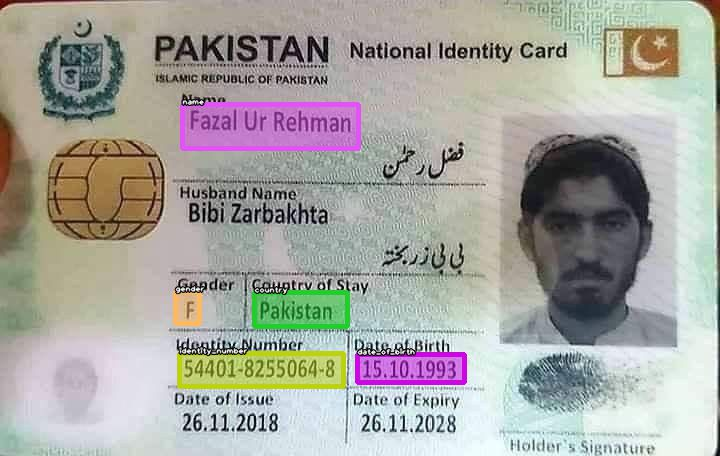 PAKISTAN National Identity Card
ISLAMIC REPUBLIC OF PAKISTAN
Name
name
Fazal Ur Rehman
فضل رحمٰن
Husband Name
Bibi Zarbakhta
بی بی زربختہ
Gender Country of Stay
gender country
F Pakistan
Identity Number Date of Birth
identity_number date_of_birth
54401-8255064-8 15.10.1993
Date of Issue Date of Expiry
26.11.2018 26.11.2028
Holder's Signature